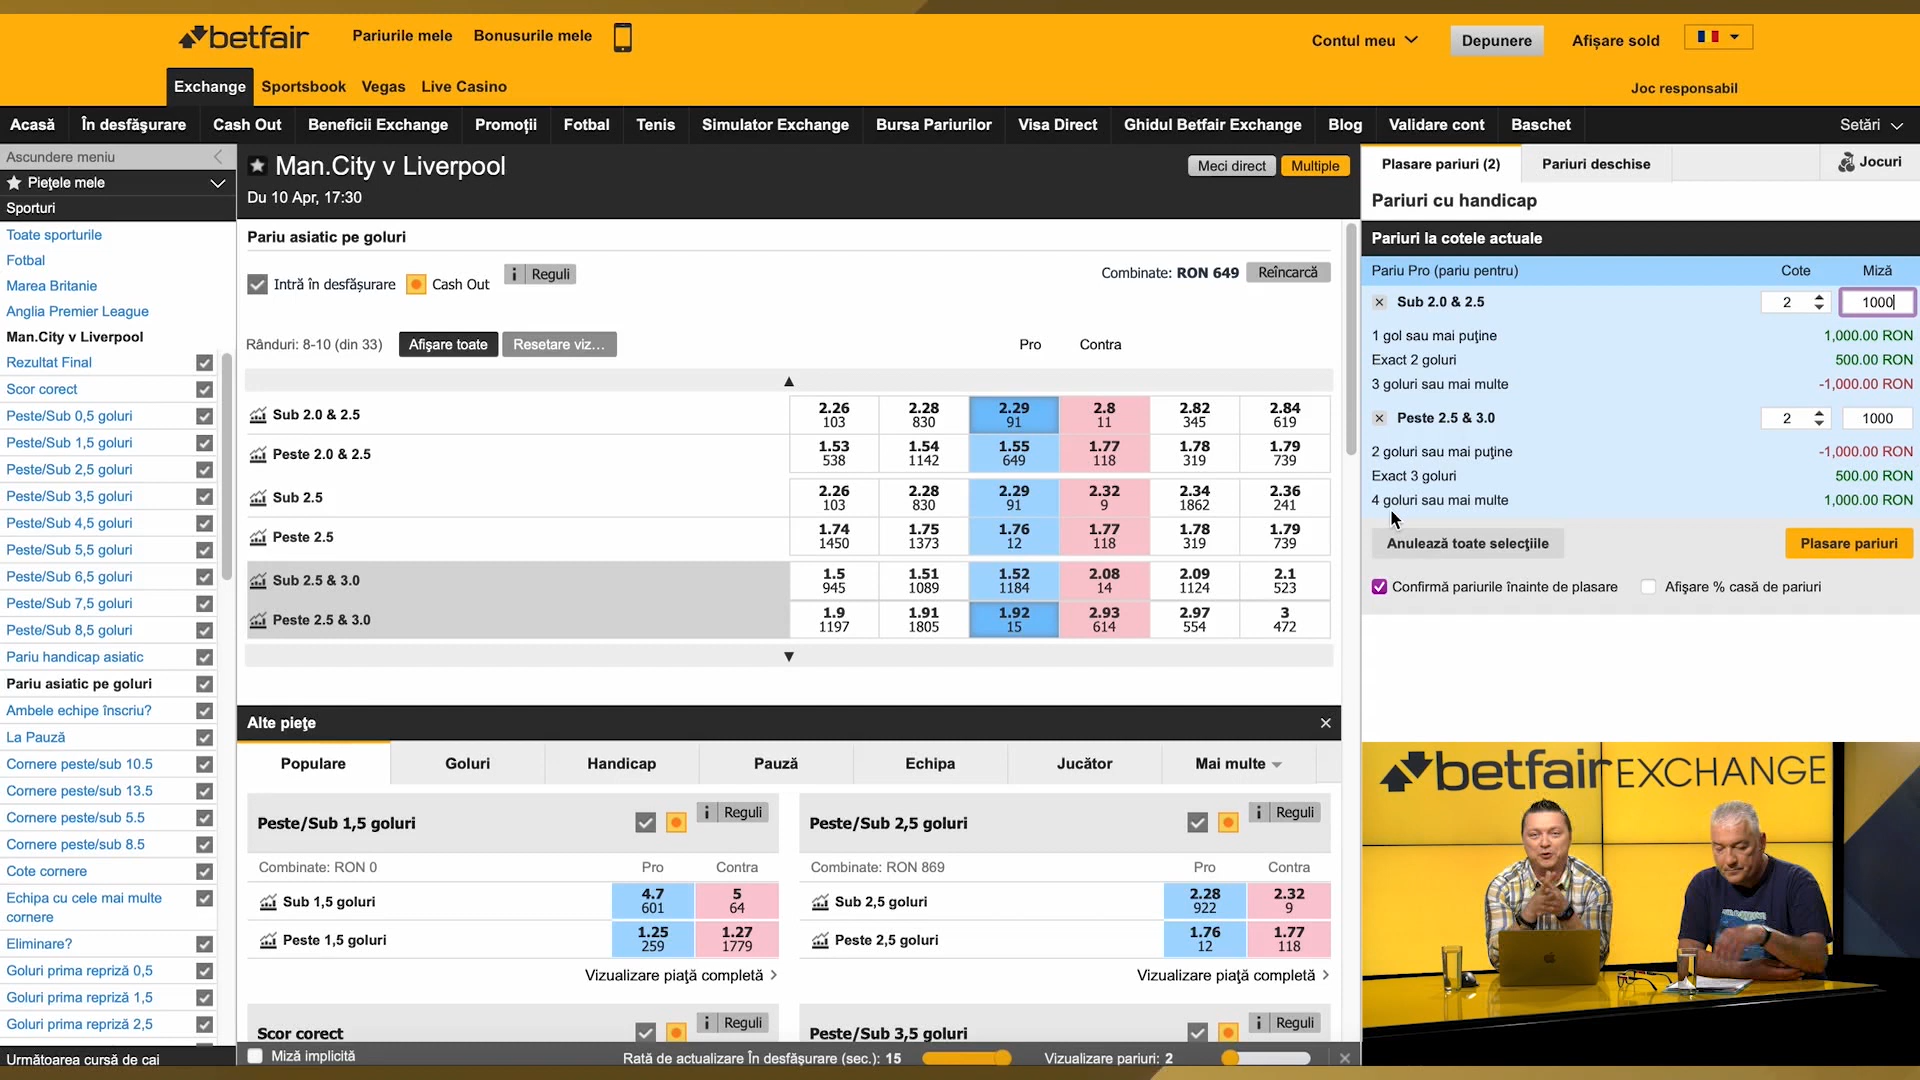 betfair
Pariurile mele
Bonusurile mele
Contul meu
Depunere
Afișare sold
Exchange
Sportsbook
Vegas
Live Casino
Joc responsabil
Acasă
În desfășurare
Cash Out
Beneficii Exchange
Promoții
Fotbal
Tenis
Simulator Exchange
Bursa Pariurilor
Visa Direct
Ghidul Betfair Exchange
Blog
Validare cont
Baschet
Setări
Ascundere meniu
Piețele mele
Sporturi
Toate sporturile
Fotbal
Marea Britanie
Anglia Premier League
Man.City v Liverpool
Rezultat Final
Scor corect
Peste/Sub 0,5 goluri
Peste/Sub 1,5 goluri
Peste/Sub 2,5 goluri
Peste/Sub 3,5 goluri
Peste/Sub 4,5 goluri
Peste/Sub 5,5 goluri
Peste/Sub 6,5 goluri
Peste/Sub 7,5 goluri
Peste/Sub 8,5 goluri
Pariu handicap asiatic
Pariu asiatic pe goluri
Ambele echipe înscriu?
La Pauză
Cornere peste/sub 10.5
Cornere peste/sub 13.5
Cornere peste/sub 5.5
Cornere peste/sub 8.5
Cote cornere
Echipa cu cele mai multe
cornere
Eliminare?
Goluri prima repriză 0,5
Goluri prima repriză 1,5
Goluri prima repriză 2,5
Următoarea cursă de cai
Man.City v Liverpool
Du 10 Apr, 17:30
Meci direct
Multiple
Pariu asiatic pe goluri
Intră în desfășurare
Cash Out
i Reguli
Combinate: RON 649
Reîncarcă
Rânduri: 8-10 (din 33)
Afișare toate
Resetare viz...
Pro
Contra
Sub 2.0 & 2.5
2.26 2.28 2.29 2.8 2.82 2.84
103 830 91 11 345 619
Peste 2.0 & 2.5
1.53 1.54 1.55 1.77 1.78 1.79
538 1142 649 118 319 739
Sub 2.5
2.26 2.28 2.29 2.32 2.34 2.36
103 830 91 9 1862 241
Peste 2.5
1.74 1.75 1.76 1.77 1.78 1.79
1450 1373 12 118 319 739
Sub 2.5 & 3.0
1.5 1.51 1.52 2.08 2.09 2.1
945 1089 1184 14 1124 523
Peste 2.5 & 3.0
1.9 1.91 1.92 2.93 2.97 3
1197 1805 15 614 554 472
Alte piețe
Populare
Goluri
Handicap
Pauză
Echipa
Jucător
Mai multe
Peste/Sub 1,5 goluri
i Reguli
Combinate: RON 0
Pro
Contra
Sub 1,5 goluri
4.7 5
601 64
Peste 1,5 goluri
1.25 1.27
259 1779
Vizualizare piață completă
Scor corect
i Reguli
Peste/Sub 2,5 goluri
i Reguli
Combinate: RON 869
Pro
Contra
Sub 2,5 goluri
2.28 2.32
922 9
Peste 2,5 goluri
1.76 1.77
12 118
Vizualizare piață completă
Peste/Sub 3,5 goluri
i Reguli
Miză implicită
Rată de actualizare În desfășurare (sec.): 15
Vizualizare pariuri: 2
Plasare pariuri (2)
Pariuri deschise
Jocuri
Pariuri cu handicap
Pariuri la cotele actuale
Pariu Pro (pariu pentru)
Cote
Miză
Sub 2.0 & 2.5
2
1000
1 gol sau mai puține
1,000.00 RON
Exact 2 goluri
500.00 RON
3 goluri sau mai multe
-1,000.00 RON
Peste 2.5 & 3.0
2
1000
2 goluri sau mai puține
-1,000.00 RON
Exact 3 goluri
500.00 RON
4 goluri sau mai multe
1,000.00 RON
Anulează toate selecțiile
Plasare pariuri
Confirmă pariurile înainte de plasare
Afișare % casă de pariuri
betfair EXCHANGE